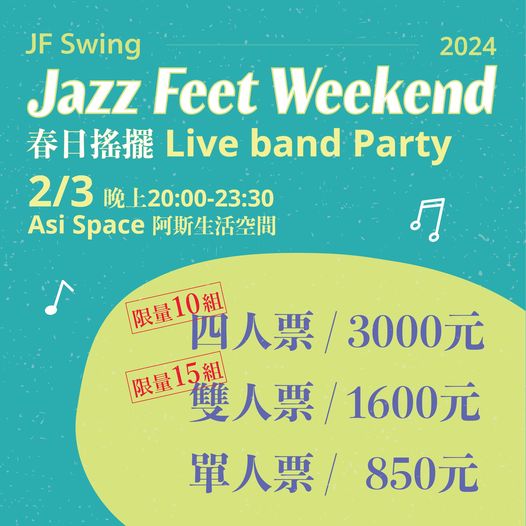 JF Swing 2024
Jazz Feet Weekend
春日搖擺 Live band Party
2/3 晚上20:00-23:30
Asi Space 阿斯生活空間
限量10組
四人票 / 3000元
限量15組
雙人票 / 1600元
單人票 / 850元